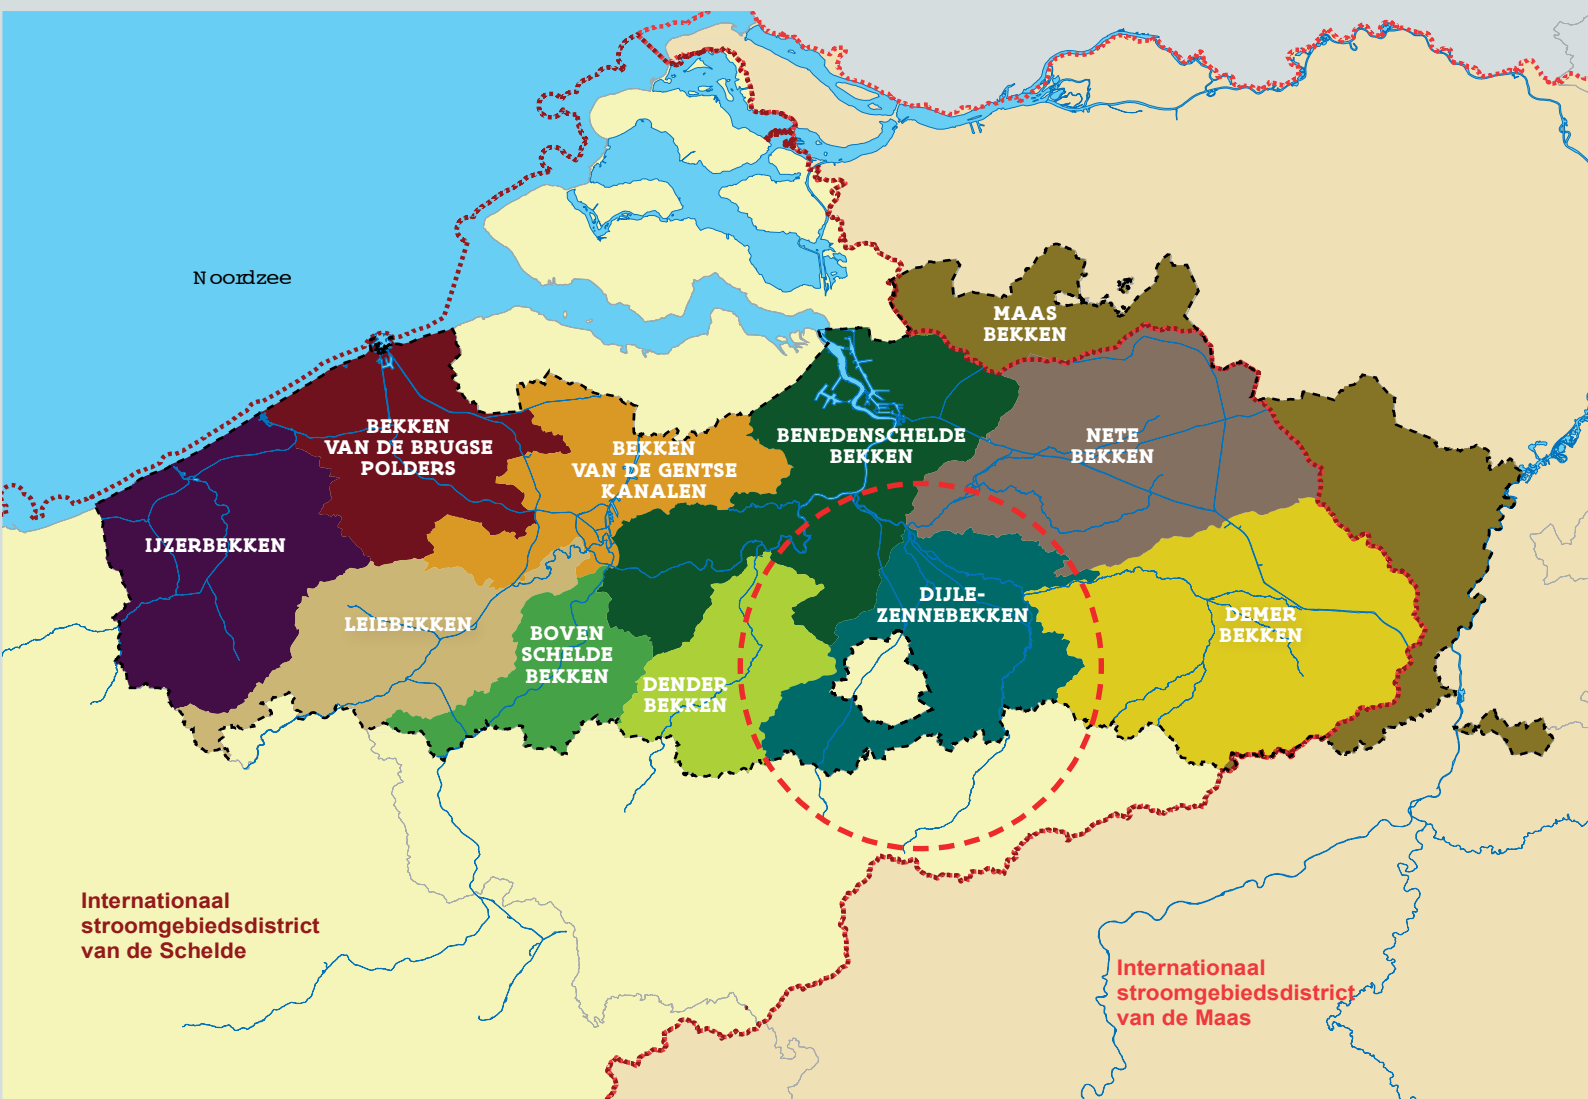 Noordzee
MAAS
BEKKEN
BEKKEN
VAN DE BRUGSE
POLDERS
BEKKEN
VAN DE GENTSE
KANALEN
BENEDENSCHELDE
BEKKEN
NETE
BEKKEN
IJZERBEKKEN
LEIEBEKKEN
BOVEN
SCHELDE
BEKKEN
DENDER
BEKKEN
DIJLE-
ZENNEBEKKEN
DEMER
BEKKEN
Internationaal
stroomgebiedsdistrict
van de Schelde
Internationaal
stroomgebiedsdistrict
van de Maas